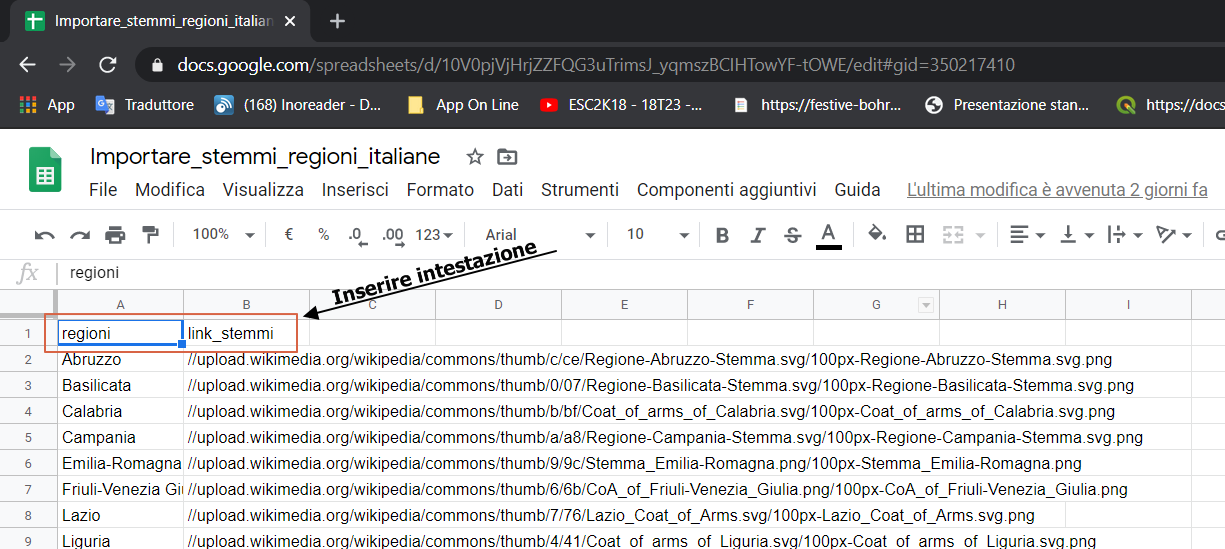 Importare_stemmi_regioni_italian
docs.google.com/spreadsheets/d/10V0pjVjHrjZZFQG3uTrimsJ_yqmszBCIHTowYF-tOWE/edit#gid=350217410
App Traduttore (168) Inoreader - D... App On Line ESC2K18 - 18T23 -... https://festive-bohr... Presentazione stan... https://docs
Importare_stemmi_regioni_italiane
File Modifica Visualizza Inserisci Formato Dati Strumenti Componenti aggiuntivi Guida L'ultima modifica è avvenuta 2 giorni fa
100% € % .0 .00 123 Arial 10 B I S A
Inserire intestazione
fx regioni
A B C D E F G H I
1 regioni link_stemmi
2 Abruzzo //upload.wikimedia.org/wikipedia/commons/thumb/c/ce/Regione-Abruzzo-Stemma.svg/100px-Regione-Abruzzo-Stemma.svg.png
3 Basilicata //upload.wikimedia.org/wikipedia/commons/thumb/0/07/Regione-Basilicata-Stemma.svg/100px-Regione-Basilicata-Stemma.svg.png
4 Calabria //upload.wikimedia.org/wikipedia/commons/thumb/b/bf/Coat_of_arms_of_Calabria.svg/100px-Coat_of_arms_of_Calabria.svg.png
5 Campania //upload.wikimedia.org/wikipedia/commons/thumb/a/a8/Regione-Campania-Stemma.svg/100px-Regione-Campania-Stemma.svg.png
6 Emilia-Romagna //upload.wikimedia.org/wikipedia/commons/thumb/9/9c/Stemma_Emilia-Romagna.png/100px-Stemma_Emilia-Romagna.png
7 Friuli-Venezia Giu //upload.wikimedia.org/wikipedia/commons/thumb/6/6b/CoA_of_Friuli-Venezia_Giulia.png/100px-CoA_of_Friuli-Venezia_Giulia.png
8 Lazio //upload.wikimedia.org/wikipedia/commons/thumb/7/76/Lazio_Coat_of_Arms.svg/100px-Lazio_Coat_of_Arms.svg.png
9 Liguria //upload.wikimedia.org/wikipedia/commons/thumb/4/41/Coat_of_arms_of_Liguria.svg/100px-Coat_of_arms_of_Liguria.svg.png